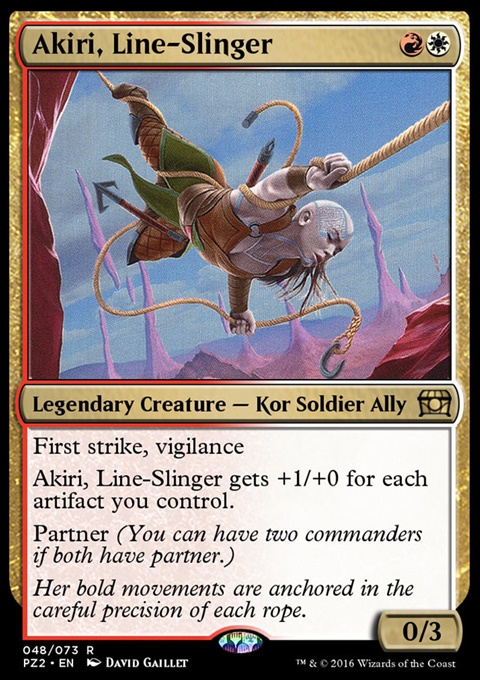 Akiri, Line-Slinger
Legendary Creature — Kor Soldier Ally
First strike, vigilance
Akiri, Line-Slinger gets +1/+0 for each
artifact you control.
Partner (You can have two commanders
if both have partner.)
Her bold movements are anchored in the
careful precision of each rope.
0/3
048/073 R
PZ2 • EN DAVID GAILLET
™ & © 2016 Wizards of the Coast